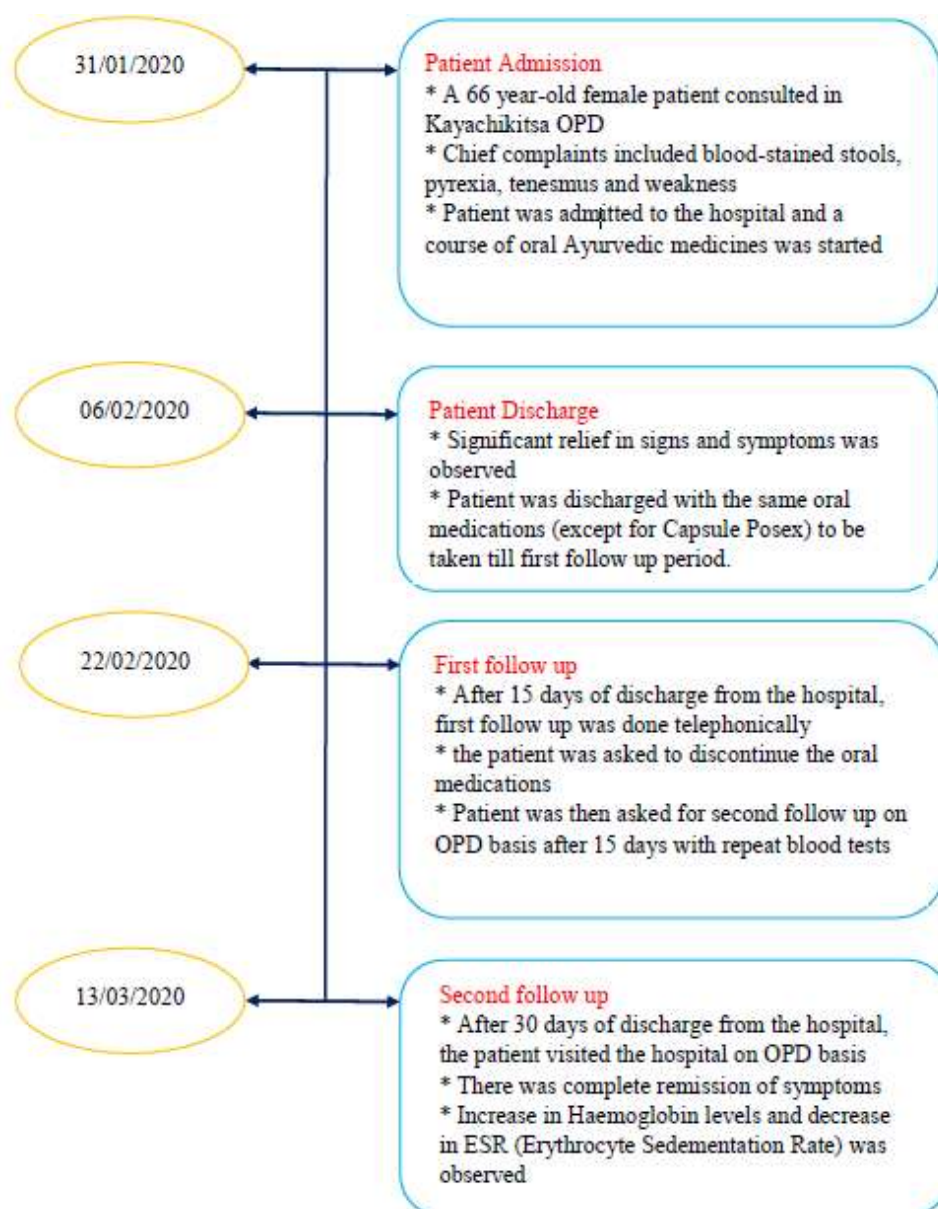 31/01/2020
Patient Admission
* A 66 year-old female patient consulted in
Kayachikitsa OPD
* Chief complaints included blood-stained stools,
pyrexia, tenesmus and weakness
* Patient was admitted to the hospital and a
course of oral Ayurvedic medicines was started
06/02/2020
Patient Discharge
* Significant relief in signs and symptoms was
observed
* Patient was discharged with the same oral
medications (except for Capsule Posex) to be
taken till first follow up period.
22/02/2020
First follow up
* After 15 days of discharge from the hospital,
first follow up was done telephonically
* the patient was asked to discontinue the oral
medications
* Patient was then asked for second follow up on
OPD basis after 15 days with repeat blood tests
13/03/2020
Second follow up
* After 30 days of discharge from the hospital,
the patient visited the hospital on OPD basis
* There was complete remission of symptoms
* Increase in Haemoglobin levels and decrease
in ESR (Erythrocyte Sedementation Rate) was
observed